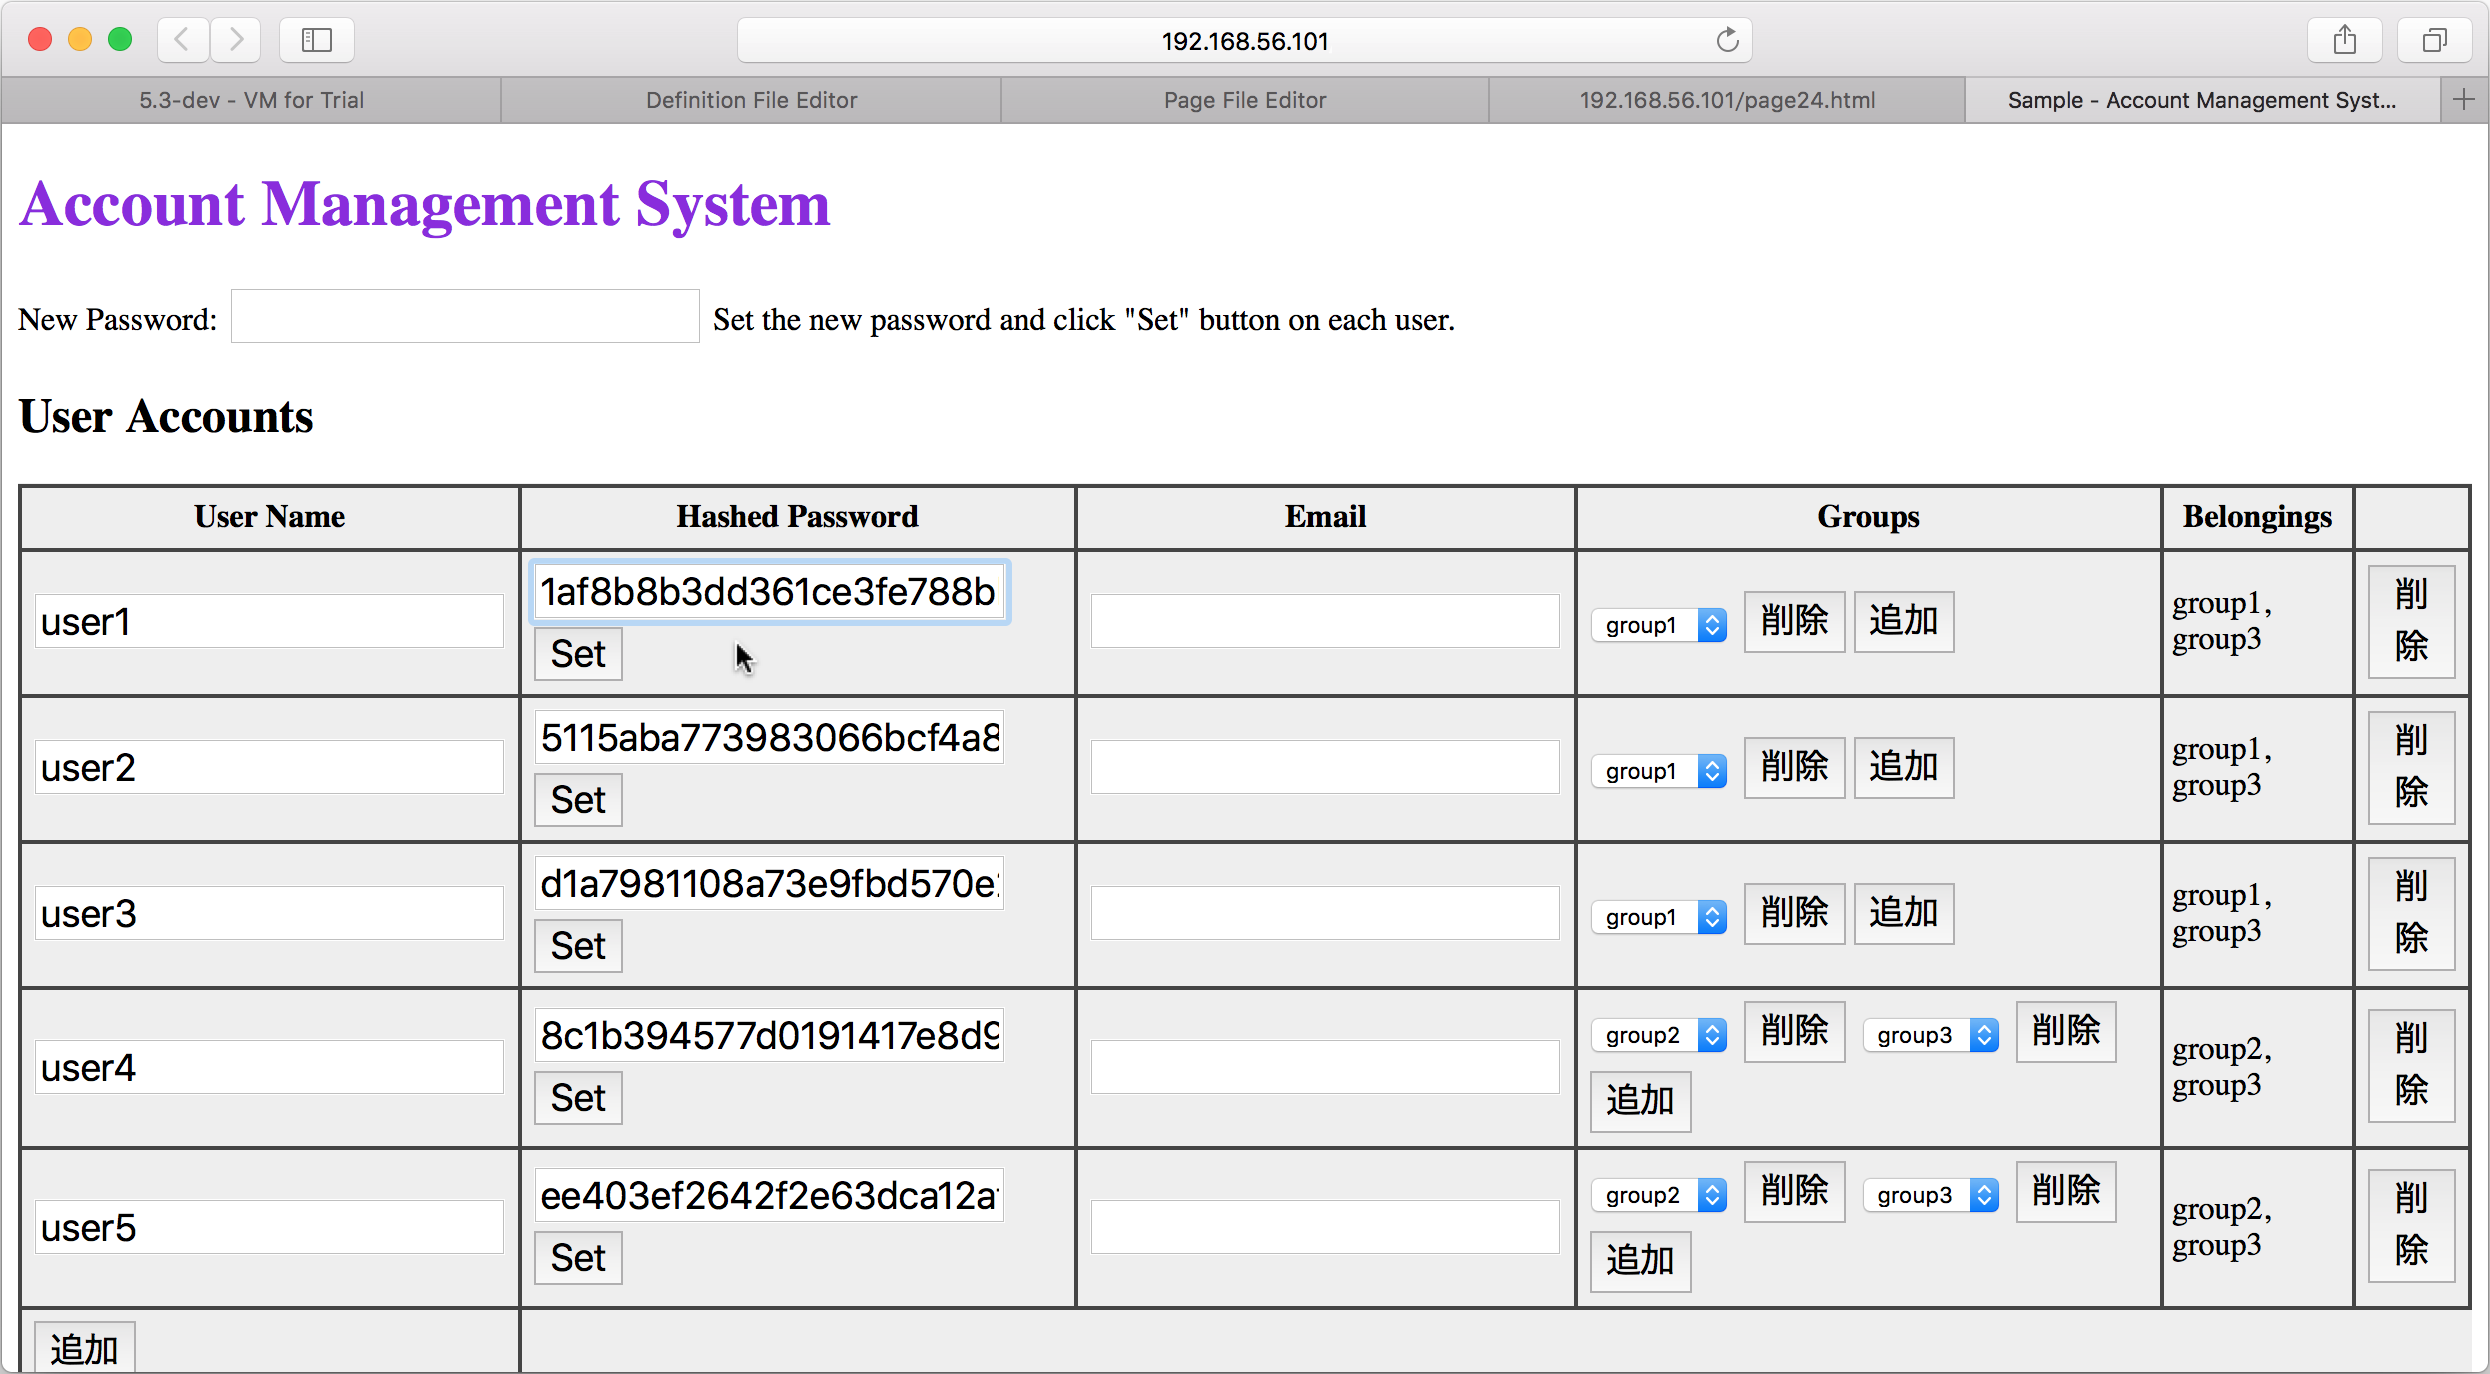 192.168.56.101
5.3-dev - VM for Trial
Definition File Editor
Page File Editor
192.168.56.101/page24.html
Sample - Account Management Syst...
Account Management System
New Password: Set the new password and click "Set" button on each user.
User Accounts
User Name Hashed Password Email Groups Belongings
user1 1af8b8b3dd361ce3fe788b group1 削除 追加 group1, 削
Set group3 除
user2 5115aba773983066bcf4a8 group1 削除 追加 group1, 削
Set group3 除
user3 d1a7981108a73e9fbd570e group1 削除 追加 group1, 削
Set group3 除
user4 8c1b394577d0191417e8d9 group2 削除 group3 削除 group2, 削
Set 追加 group3 除
user5 ee403ef2642f2e63dca12a group2 削除 group3 削除 group2, 削
Set 追加 group3 除
追加